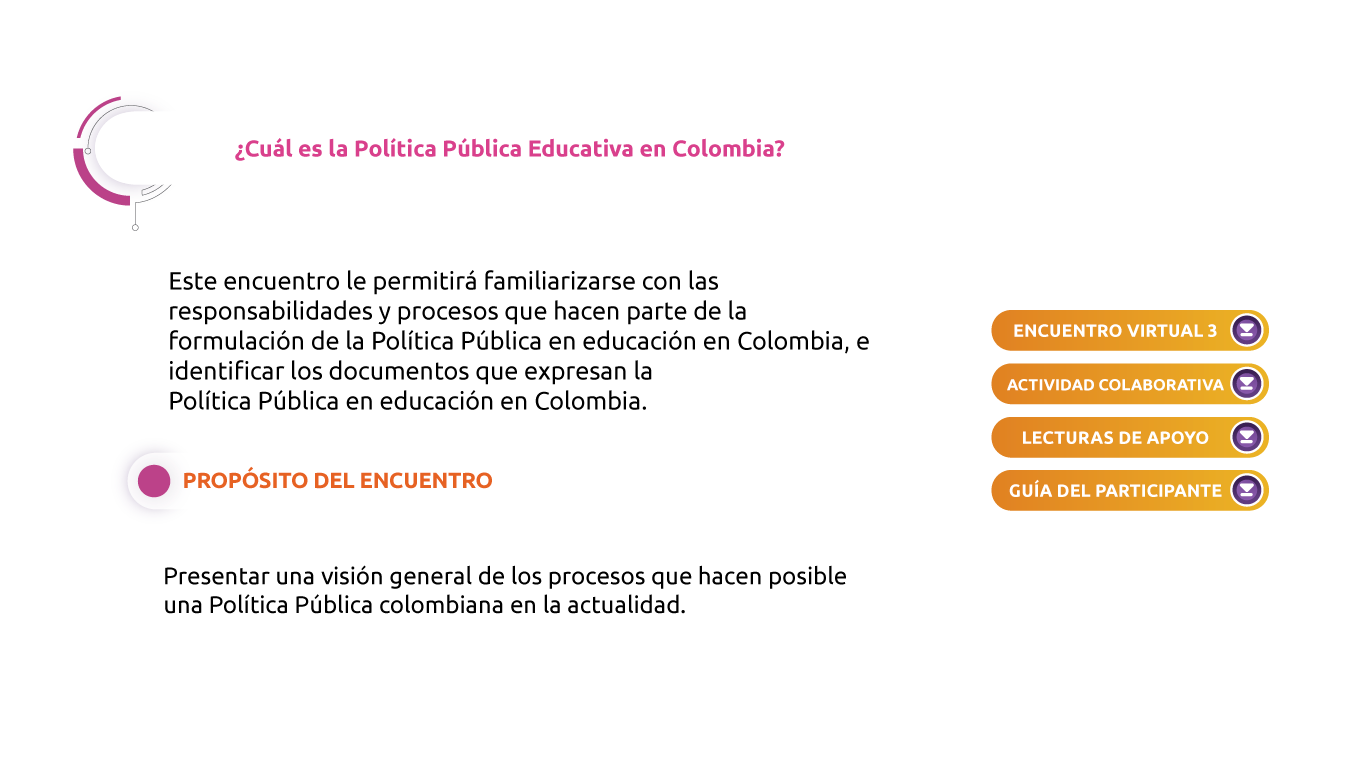 ¿Cuál es la Política Pública Educativa en Colombia?
Este encuentro le permitirá familiarizarse con las
responsabilidades y procesos que hacen parte de la
formulación de la Política Pública en educación en Colombia, e
identificar los documentos que expresan la
Política Pública en educación en Colombia.
PROPÓSITO DEL ENCUENTRO
Presentar una visión general de los procesos que hacen posible
una Política Pública colombiana en la actualidad.
ENCUENTRO VIRTUAL 3
ACTIVIDAD COLABORATIVA
LECTURAS DE APOYO
GUÍA DEL PARTICIPANTE